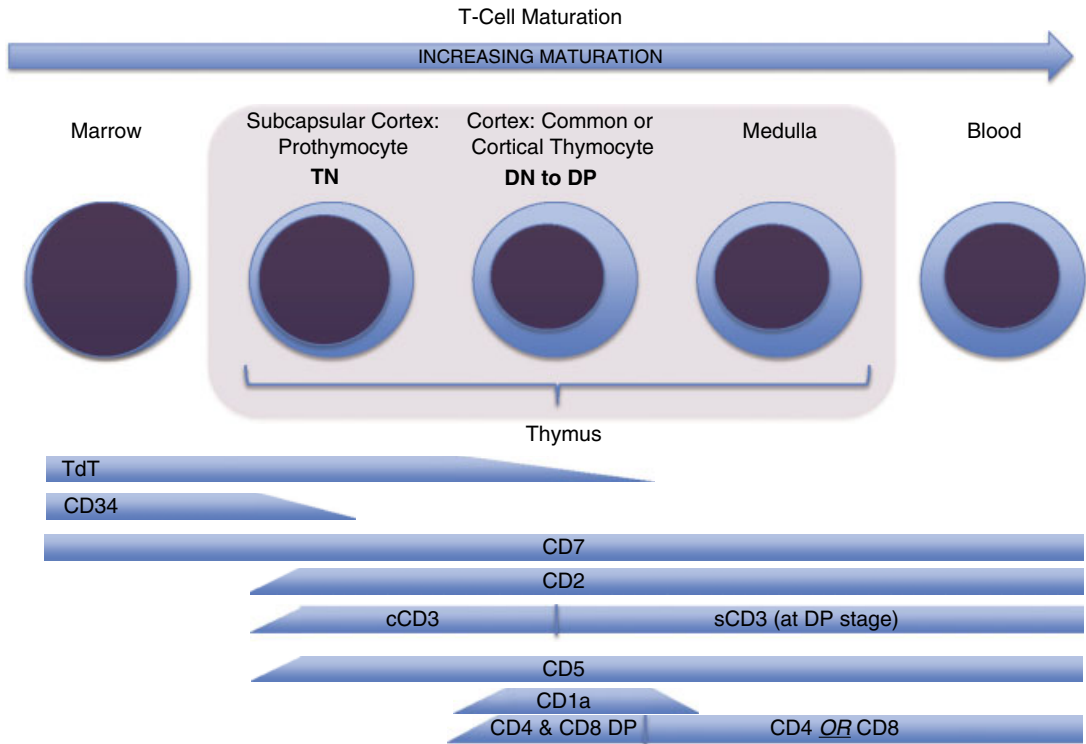 T-Cell Maturation
INCREASING MATURATION
Marrow
Subcapsular Cortex:
Prothymocyte
TN
Cortex: Common or
Cortical Thymocyte
DN to DP
Medulla
Blood
Thymus
TdT
CD34
CD7
CD2
cCD3
sCD3 (at DP stage)
CD5
CD1a
CD4 & CD8 DP
CD4 OR CD8